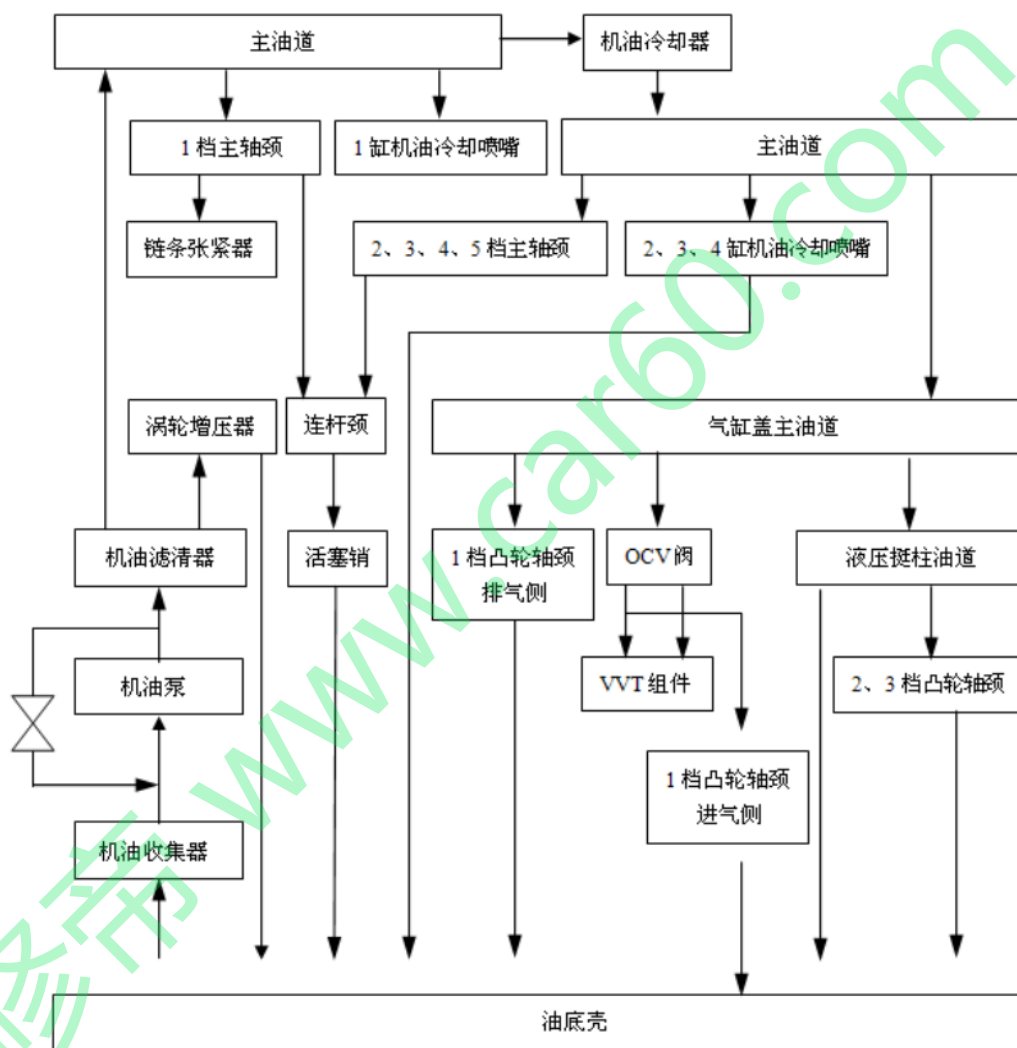 主油道
机油冷却器
1档主轴颈
1缸机油冷却喷嘴
主油道
链条张紧器
2、3、4、5档主轴颈
2、3、4缸机油冷却喷嘴
涡轮增压器
连杆颈
气缸盖主油道
机油滤清器
活塞销
1档凸轮轴颈
排气侧
OCV阀
液压挺柱油道
机油泵
VVT组件
2、3档凸轮轴颈
1档凸轮轴颈
进气侧
机油收集器
油底壳
修帝 www.car60.com